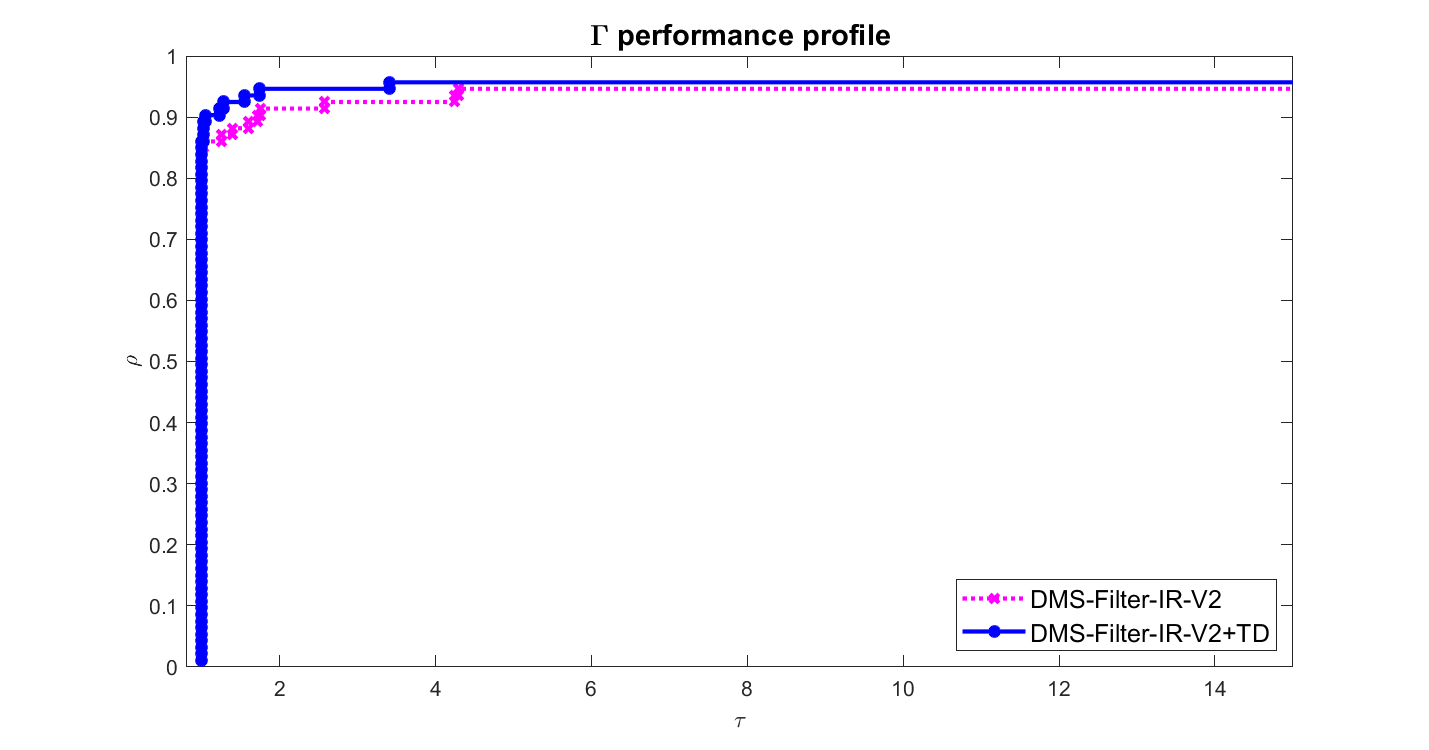 Γ performance profile
1
0.9
0.8
0.7
0.6
0.5
0.4
0.3
0.2
0.1
0
ρ
2 4 6 8 10 12 14
τ
DMS-Filter-IR-V2
DMS-Filter-IR-V2+TD